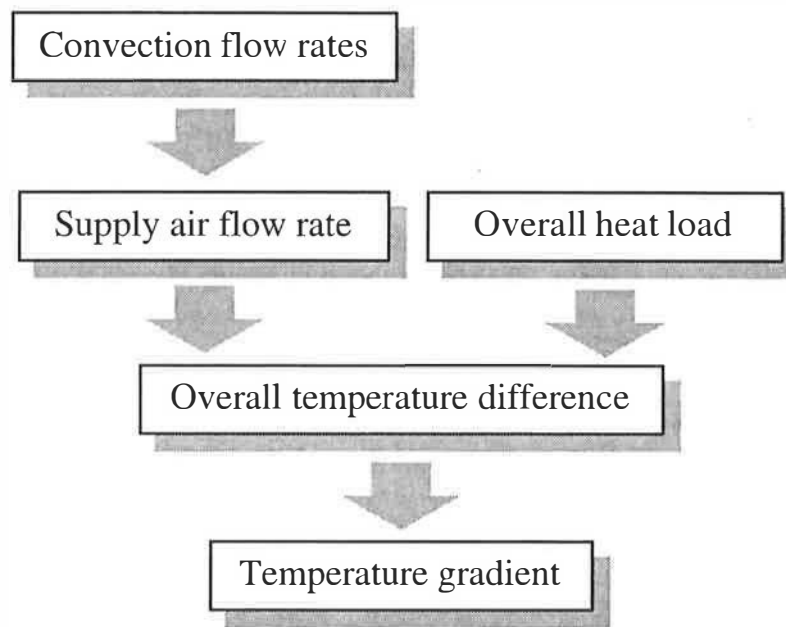 Convection flow rates
Supply air flow rate
Overall heat load
Overall temperature difference
Temperature gradient